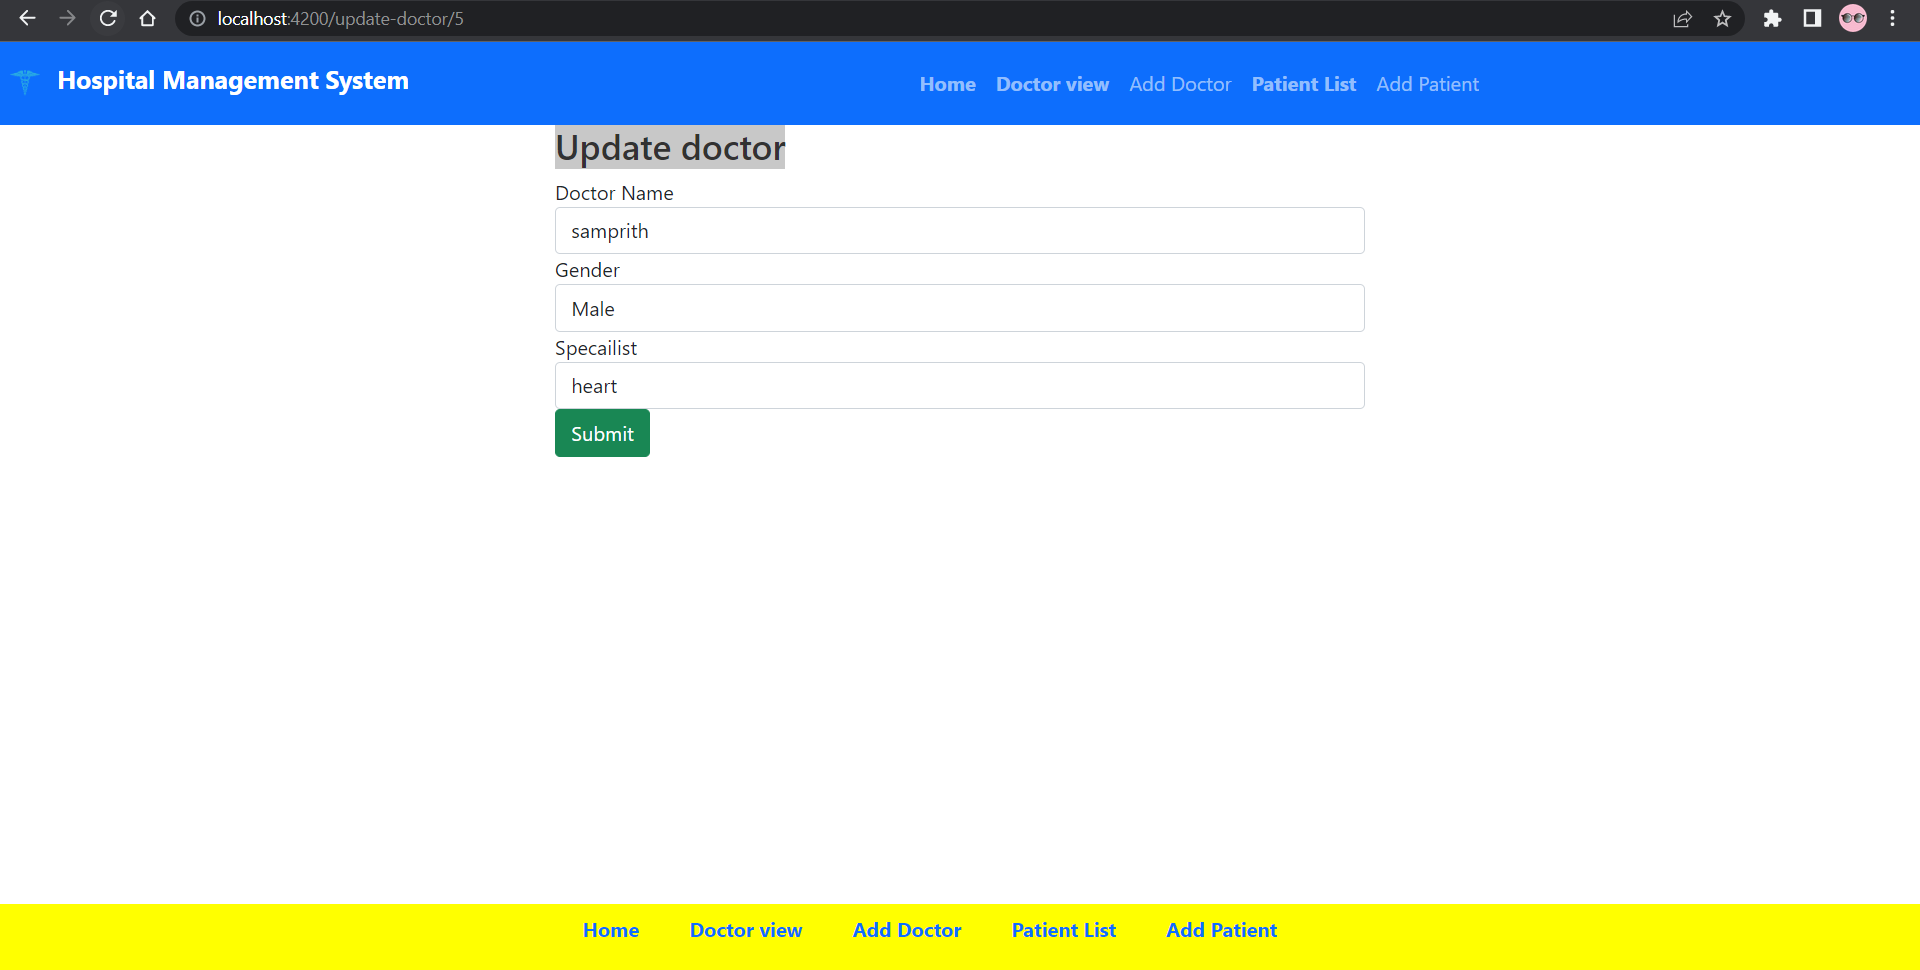 localhost:4200/update-doctor/5
Hospital Management System
Home Doctor view Add Doctor Patient List Add Patient
Update doctor
Doctor Name
samprith
Gender
Male
Specailist
heart
Submit
Home Doctor view Add Doctor Patient List Add Patient